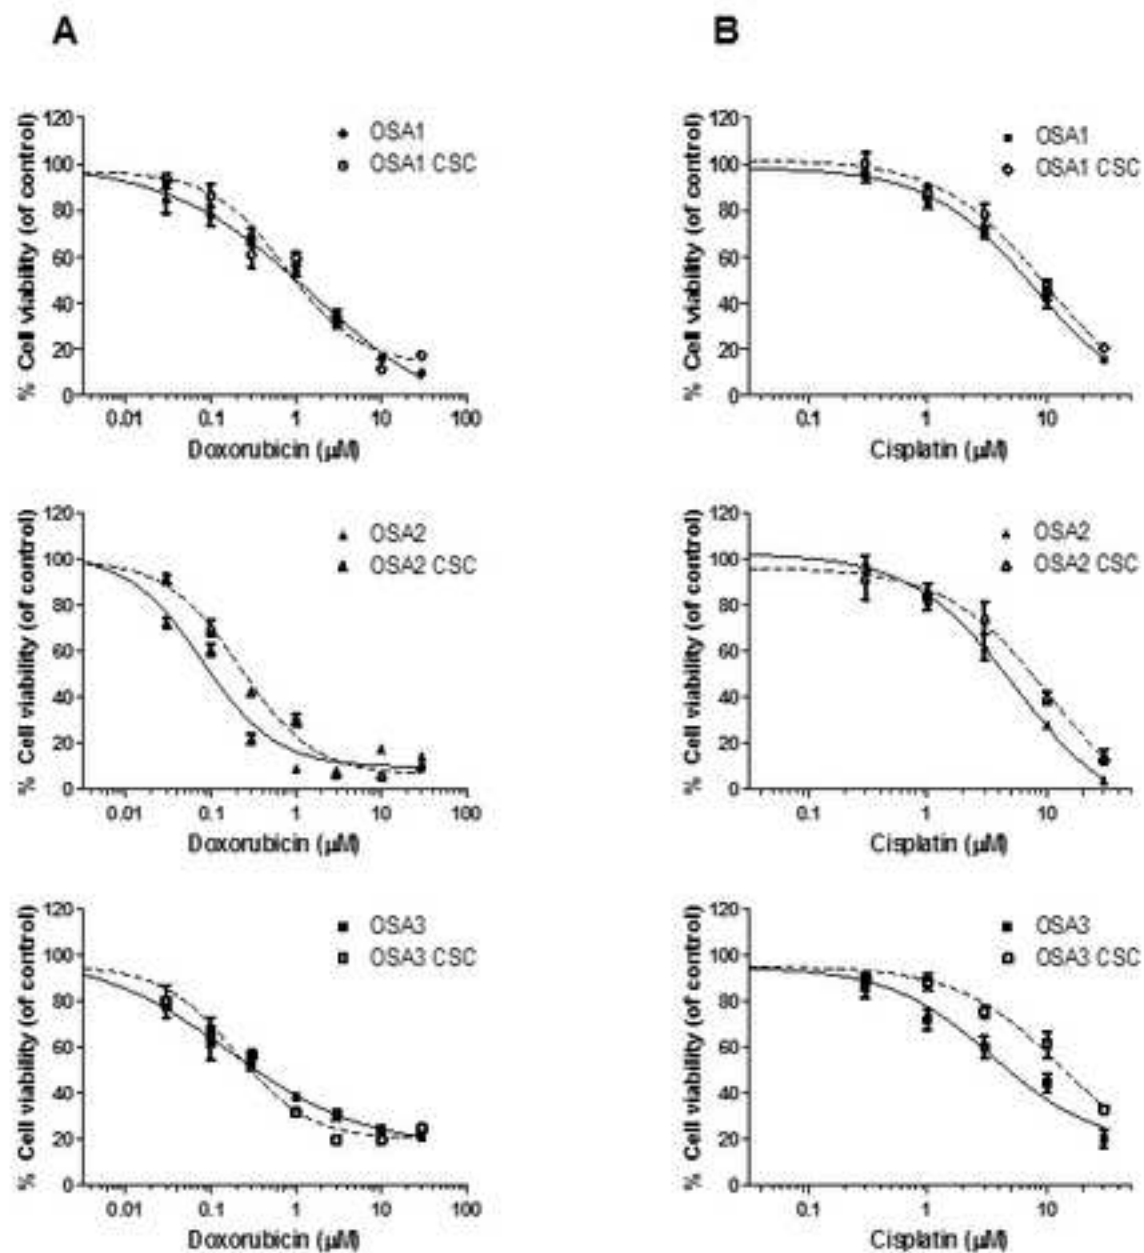 A
B
% Cell viability (of control)
120
100
80
60
40
20
0
OSA1
OSA1 CSC
0.01
0.1
1
10
100
Doxorubicin (µM)
% Cell viability (of control)
120
100
80
60
40
20
0
OSA1
OSA1 CSC
0.1
1
10
Cisplatin (µM)
% Cell viability (of control)
120
100
80
60
40
20
0
OSA2
OSA2 CSC
0.01
0.1
1
10
100
Doxorubicin (µM)
% Cell viability (of control)
120
100
80
60
40
20
0
OSA2
OSA2 CSC
0.1
1
10
Cisplatin (µM)
% Cell viability (of control)
120
100
80
60
40
20
0
OSA3
OSA3 CSC
0.01
0.1
1
10
100
Doxorubicin (µM)
% Cell viability (of control)
120
100
80
60
40
20
0
OSA3
OSA3 CSC
0.1
1
10
Cisplatin (µM)